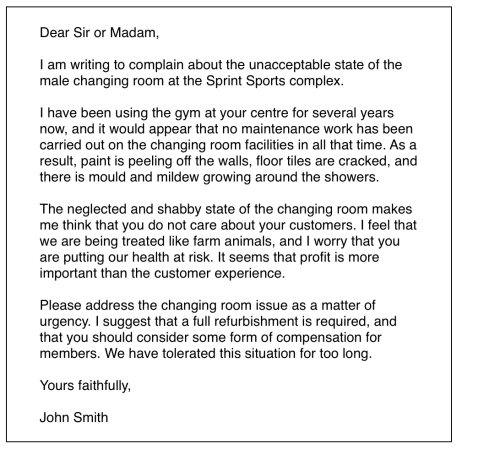 Dear Sir or Madam,
I am writing to complain about the unacceptable state of the
male changing room at the Sprint Sports complex.
I have been using the gym at your centre for several years
now, and it would appear that no maintenance work has been
carried out on the changing room facilities in all that time. As a
result, paint is peeling off the walls, floor tiles are cracked, and
there is mould and mildew growing around the showers.
The neglected and shabby state of the changing room makes
me think that you do not care about your customers. I feel that
we are being treated like farm animals, and I worry that you
are putting our health at risk. It seems that profit is more
important than the customer experience.
Please address the changing room issue as a matter of
urgency. I suggest that a full refurbishment is required, and
that you should consider some form of compensation for
members. We have tolerated this situation for too long.
Yours faithfully,
John Smith